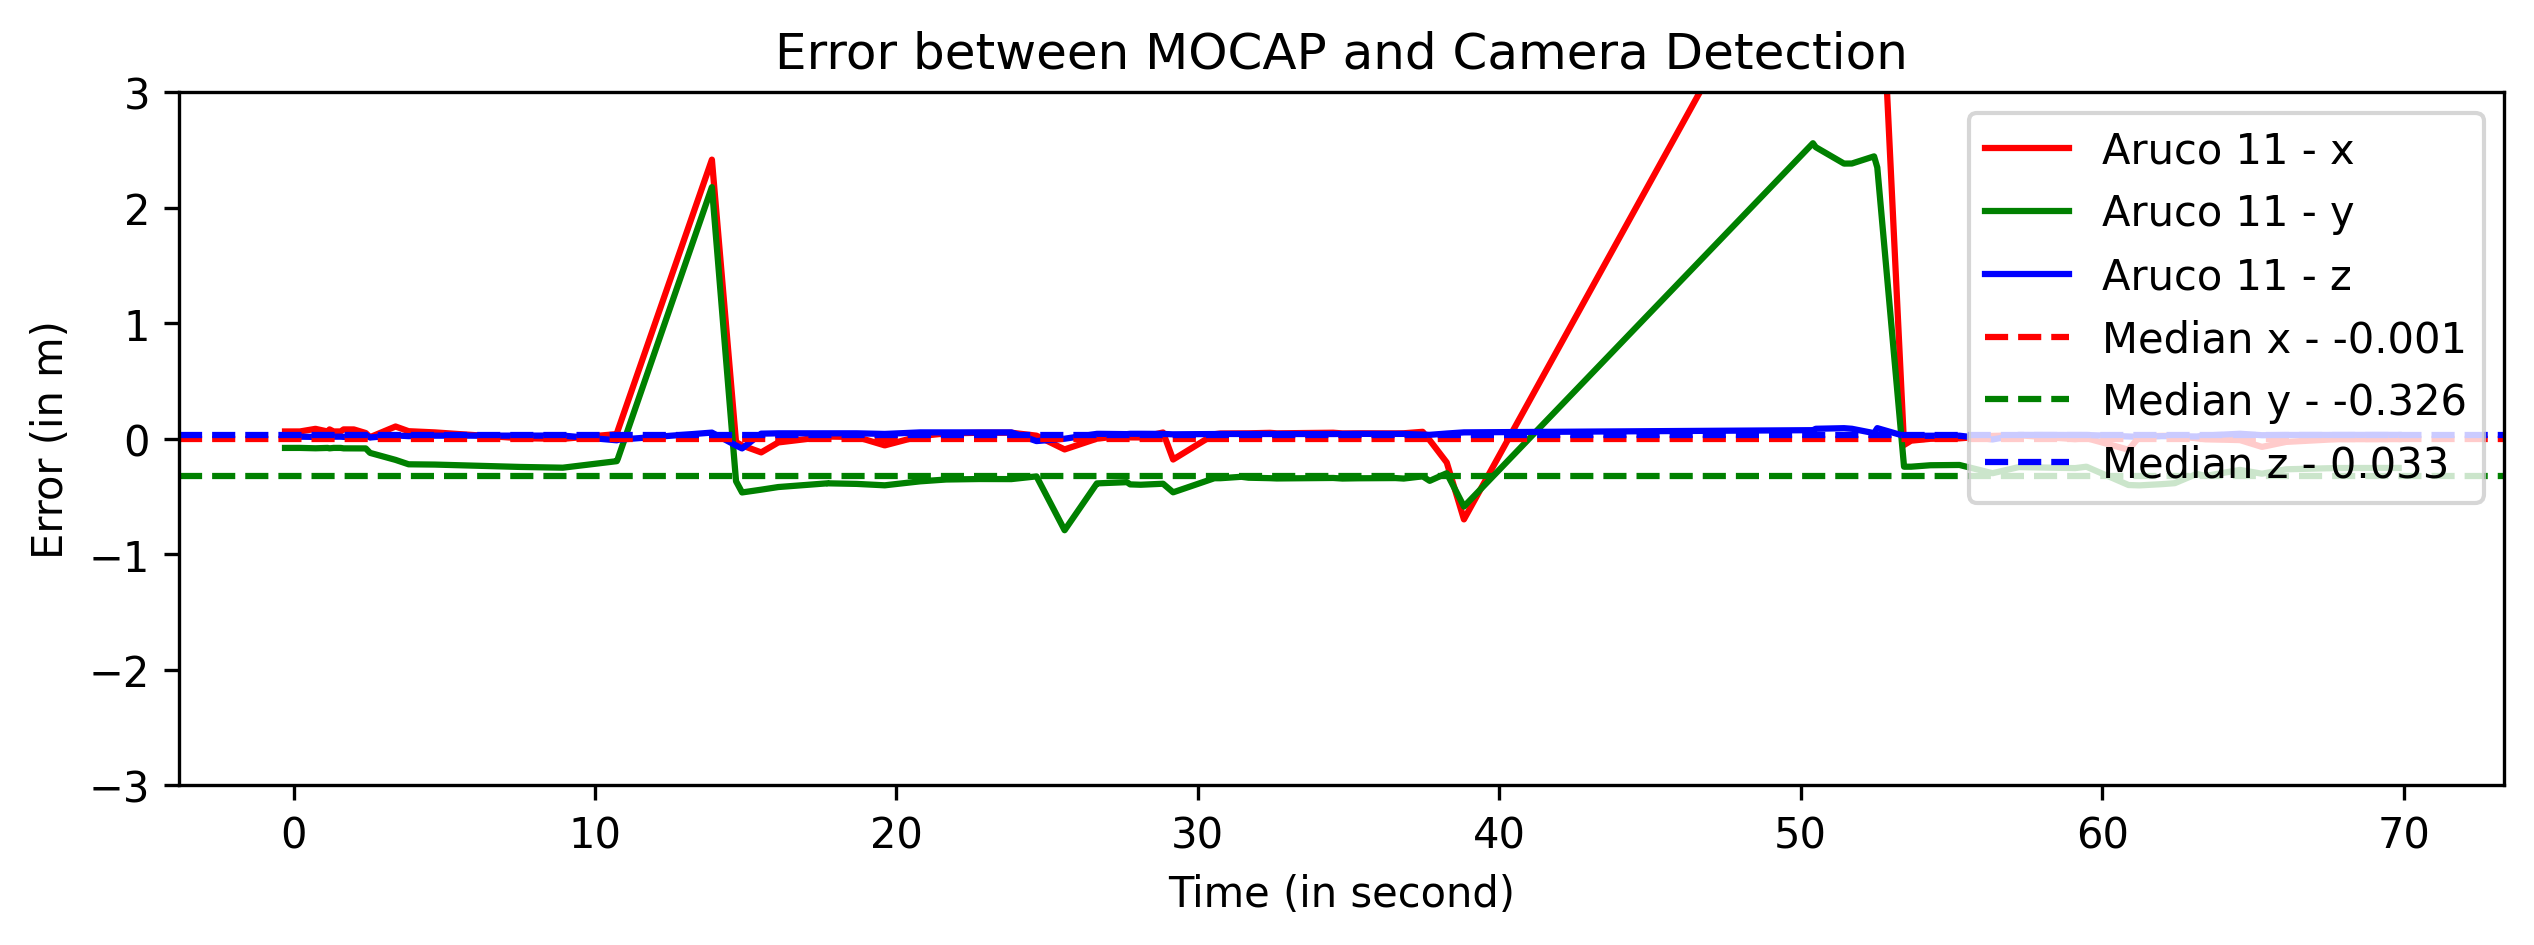 Error between MOCAP and Camera Detection
3
2
1
0
−1
−2
−3
Error (in m)
Aruco 11 - x
Aruco 11 - y
Aruco 11 - z
Median x - -0.001
Median y - -0.326
Median z - 0.033
0 10 20 30 40 50 60 70
Time (in second)